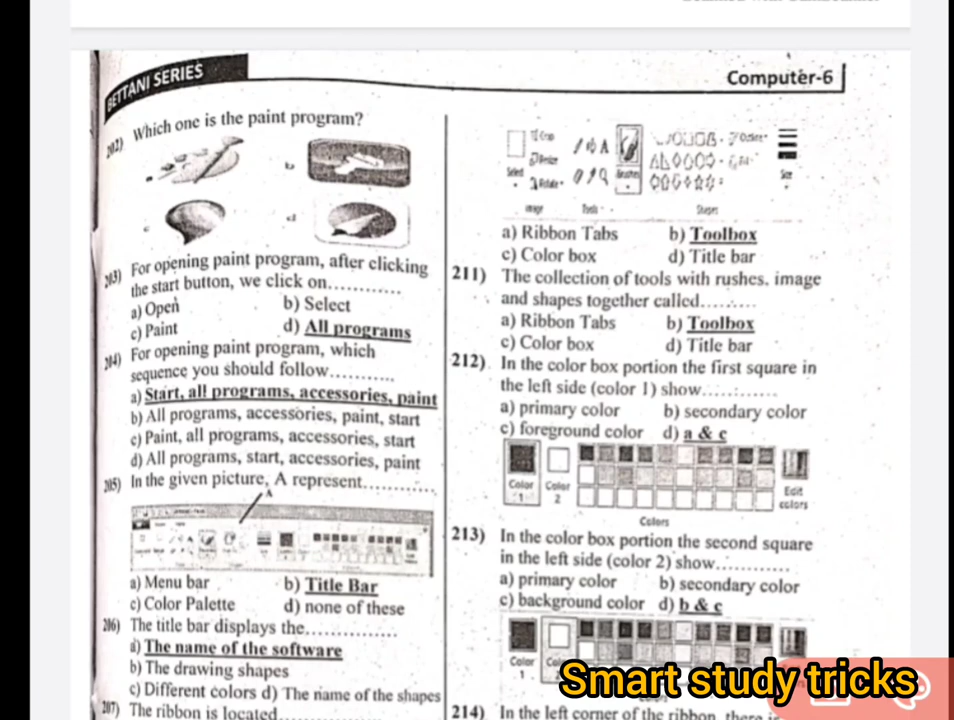 BETTANI SERIES
Computer-6
202) Which one is the paint program?
a
b
c
d
203) For opening paint program, after clicking
the start button, we click on............
a) Open b) Select
c) Paint d) All programs
204) For opening paint program, which
sequence you should follow...........
a) Start, all programs, accessories, paint
b) All programs, accessories, paint, start
c) Paint, all programs, accessories, start
d) All programs, start, accessories, paint
205) In the given picture, A represent............
A
a) Menu bar b) Title Bar
c) Color Palette d) none of these
206) The title bar displays the...............
a) The name of the software
b) The drawing shapes
c) Different colors d) The name of the shapes
207) The ribbon is located
Select Brushes Size
Shapes
a) Ribbon Tabs b) Toolbox
c) Color box d) Title bar
211) The collection of tools with rushes. image
and shapes together called.........
a) Ribbon Tabs b) Toolbox
c) Color box d) Title bar
212) In the color box portion the first square in
the left side (color 1) show............
a) primary color b) secondary color
c) foreground color d) a & c
Color 1
Color 2
Edit colors
Colors
213) In the color box portion the second square
in the left side (color 2) show............
a) primary color b) secondary color
c) background color d) b & c
Color 1
Smart study tricks
214) In the left corner of the ribbon, there is